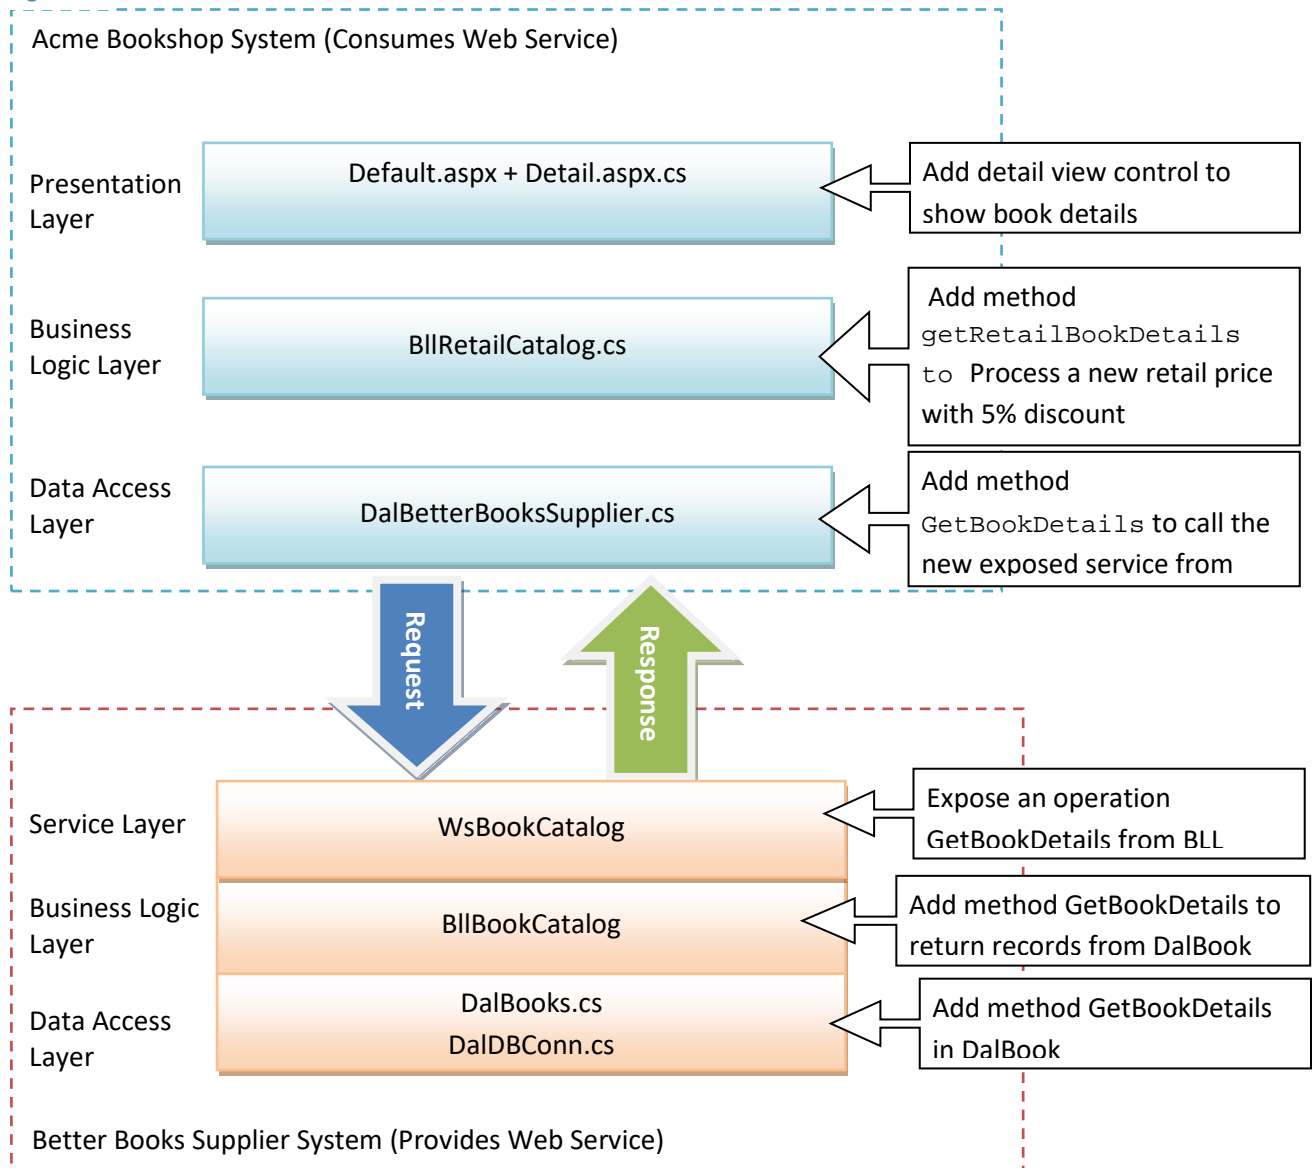 Acme Bookshop System (Consumes Web Service)
Presentation
Layer
Default.aspx + Detail.aspx.cs
Add detail view control to
show book details
Business
Logic Layer
BllRetailCatalog.cs
Add method
getRetailBookDetails
to Process a new retail price
with 5% discount
Data Access
Layer
DalBetterBooksSupplier.cs
Add method
GetBookDetails to call the
new exposed service from
Request
Response
Service Layer
WsBookCatalog
Expose an operation
GetBookDetails from BLL
Business Logic
Layer
BllBookCatalog
Add method GetBookDetails to
return records from DalBook
Data Access
Layer
DalBooks.cs
DalDBConn.cs
Add method GetBookDetails
in DalBook
Better Books Supplier System (Provides Web Service)